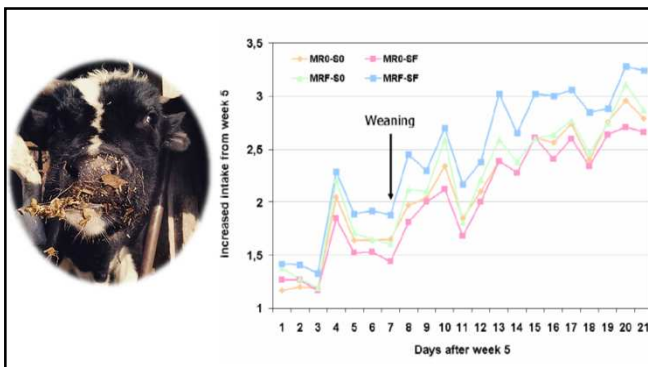 3,5
3
2,5
2
1,5
1
Increased intake from week 5
MR0-S0 MR0-SF
MRF-S0 MRF-SF
Weaning
1 2 3 4 5 6 7 8 9 10 11 12 13 14 15 16 17 18 19 20 21
Days after week 5